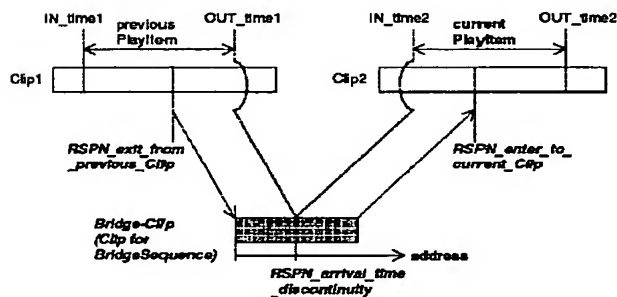 IN_time1
OUT_time1
IN_time2
OUT_time2
previous
PlayItem
current
PlayItem
Clip1
Clip2
RSPN_exit_from
_previous_Clip
RSPN_enter_to_
current_Clip
Bridge-Clip
(Clip for
BridgeSequence)
address
RSPN_arrival_time
_discontinuity